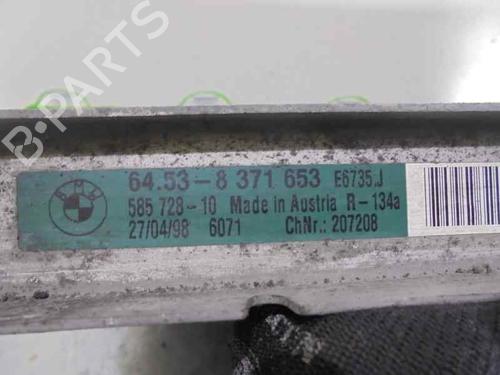 B-PARTS
64.53-8 371 653 E6735.J
585 728-10 Made in Austria R-134a
27/04/98 6071 ChNr.: 207208